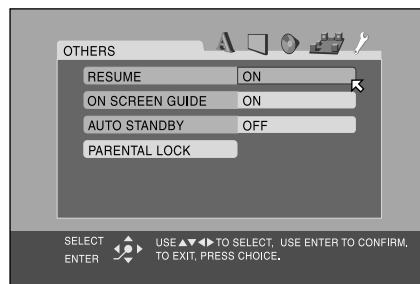 OTHERS
RESUME ON
ON SCREEN GUIDE ON
AUTO STANDBY OFF
PARENTAL LOCK
SELECT
ENTER
USE ▲▼◀▶ TO SELECT, USE ENTER TO CONFIRM.
TO EXIT, PRESS CHOICE.